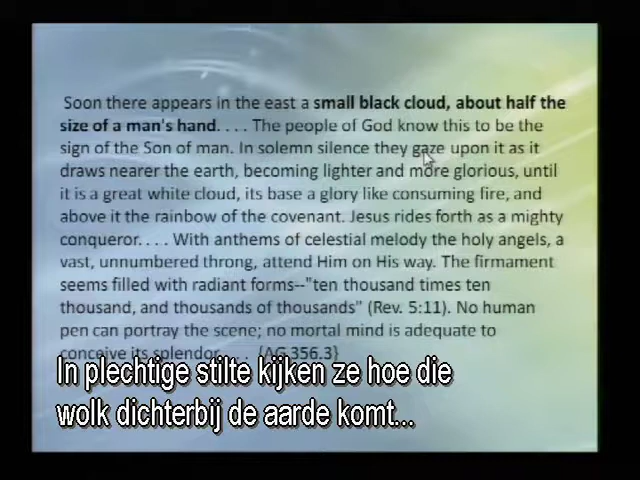 Soon there appears in the east a small black cloud, about half the
size of a man's hand. . . . The people of God know this to be the
sign of the Son of man. In solemn silence they gaze upon it as it
draws nearer the earth, becoming lighter and more glorious, until
it is a great white cloud, its base a glory like consuming fire, and
above it the rainbow of the covenant. Jesus rides forth as a mighty
conqueror. . . . With anthems of celestial melody the holy angels, a
vast, unnumbered throng, attend Him on His way. The firmament
seems filled with radiant forms--"ten thousand times ten
thousand, and thousands of thousands" (Rev. 5:11). No human
pen can portray the scene; no mortal mind is adequate to
conceive its splendor. . . . {AG 356.3}
In plechtige stilte kijken ze hoe die
wolk dichterbij de aarde komt...